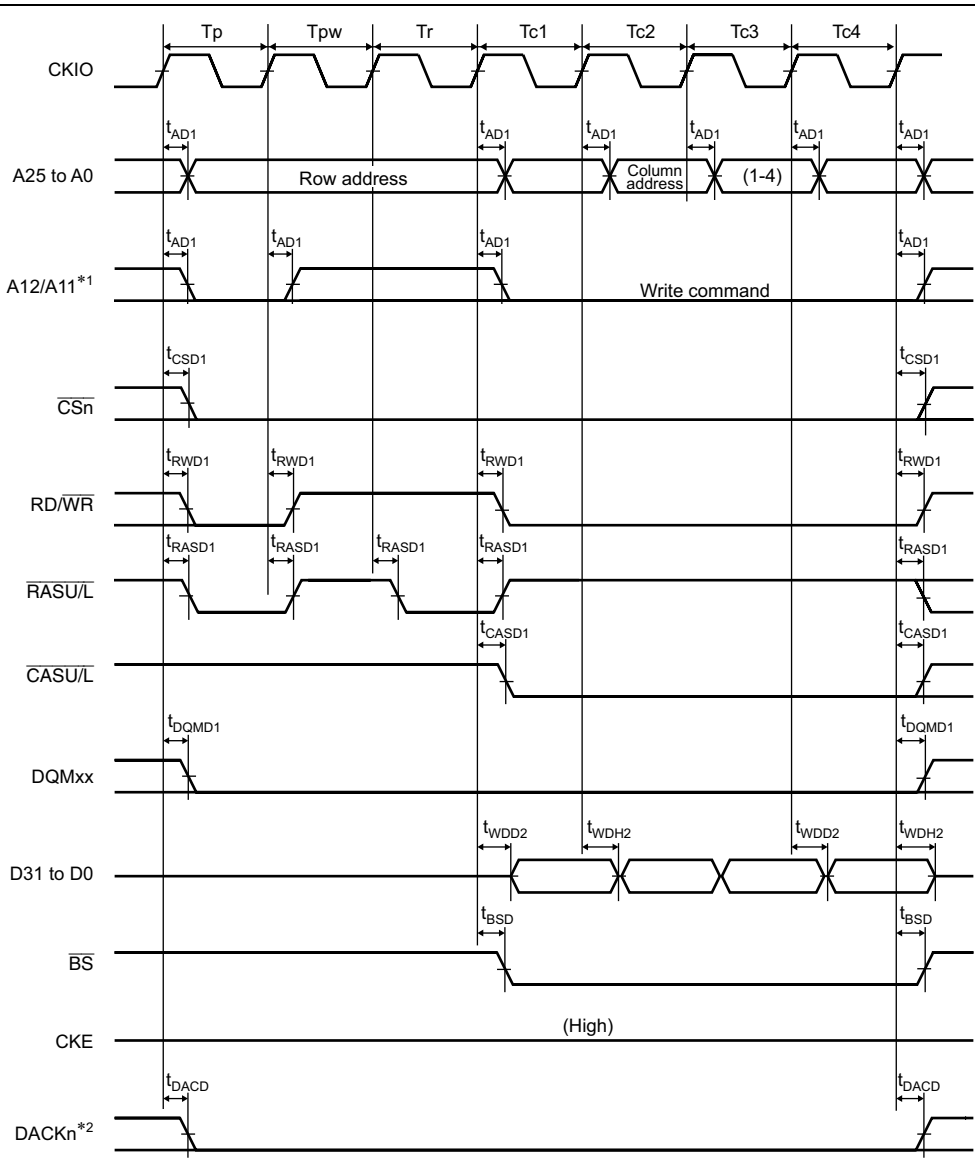 Tp Tpw Tr Tc1 Tc2 Tc3 Tc4
CKIO
tAD1 tAD1 tAD1 tAD1 tAD1 tAD1
A25 to A0 Row address Column address (1-4)
tAD1 tAD1 tAD1 tAD1
A12/A11*1 Write command
tCSD1 tCSD1
CSn
tRWD1 tRWD1 tRWD1 tRWD1
RD/WR
tRASD1 tRASD1 tRASD1 tRASD1 tRASD1
RASU/L
tCASD1 tCASD1
CASU/L
tDQMD1 tDQMD1
DQMxx
tWDD2 tWDH2 tWDD2 tWDH2
D31 to D0
tBSD tBSD
BS
(High)
CKE
tDACD tDACD
DACKn*2